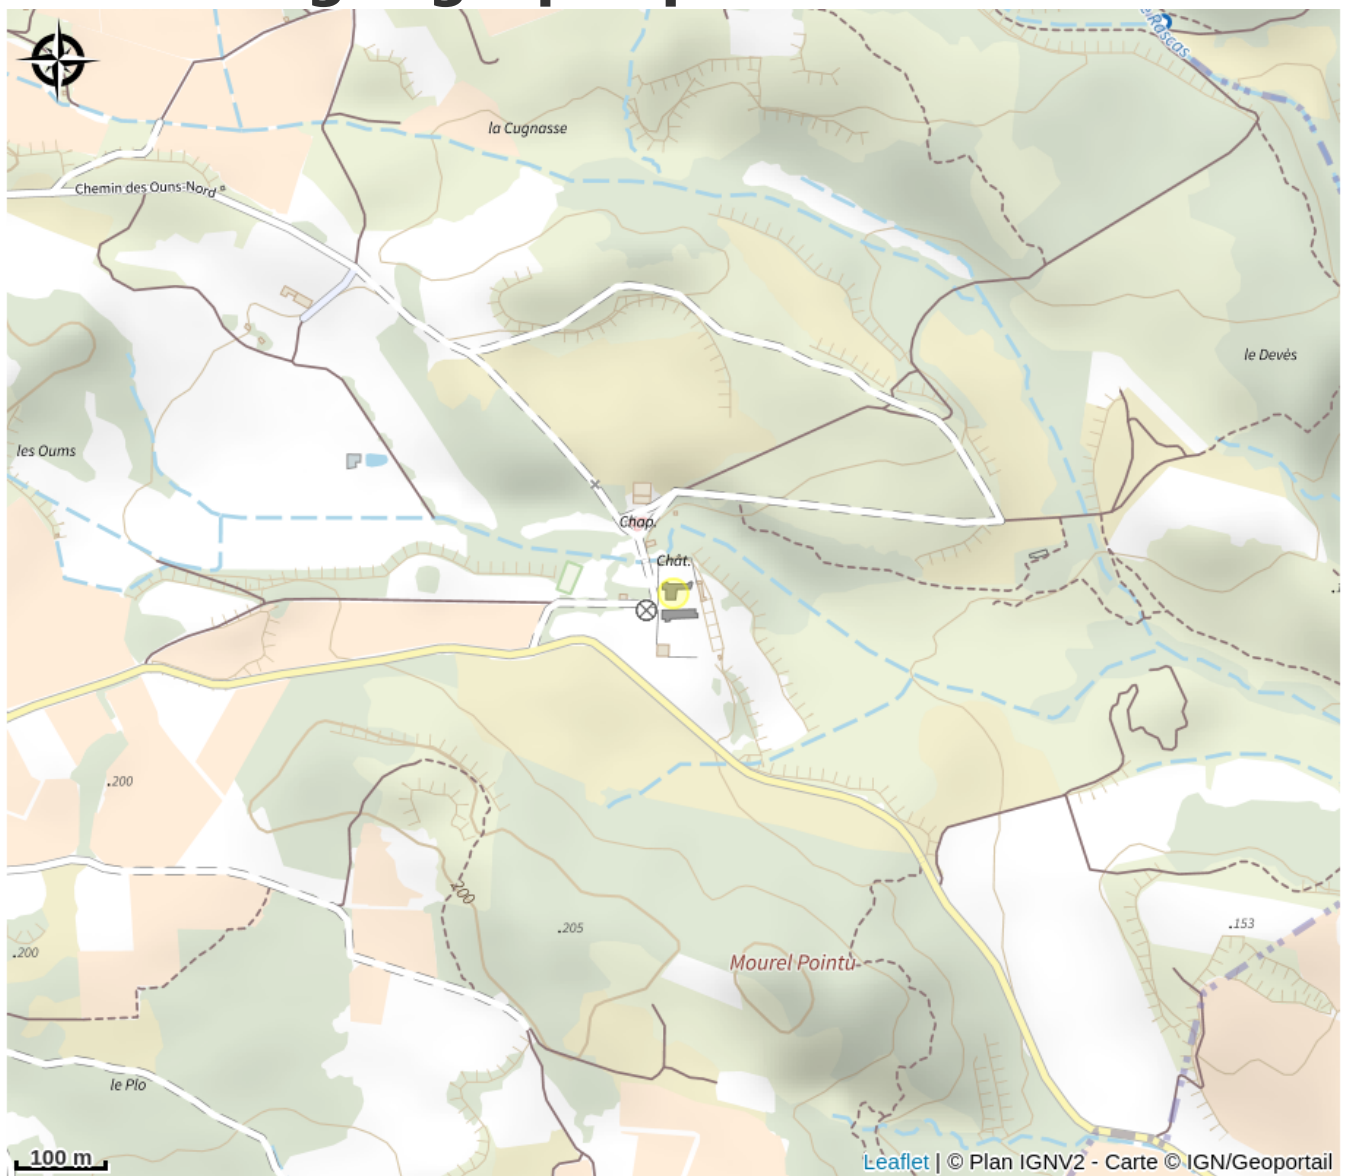 Rascas
la Cugnasse
Chemin des Ouns-Nord
le Devès
les Oums
Chap.
Chât.
.200
200
.205
.153
.200
Mourel Pointu
le Plo
100 m
Leaflet | © Plan IGNV2 - Carte © IGN/Geoportail